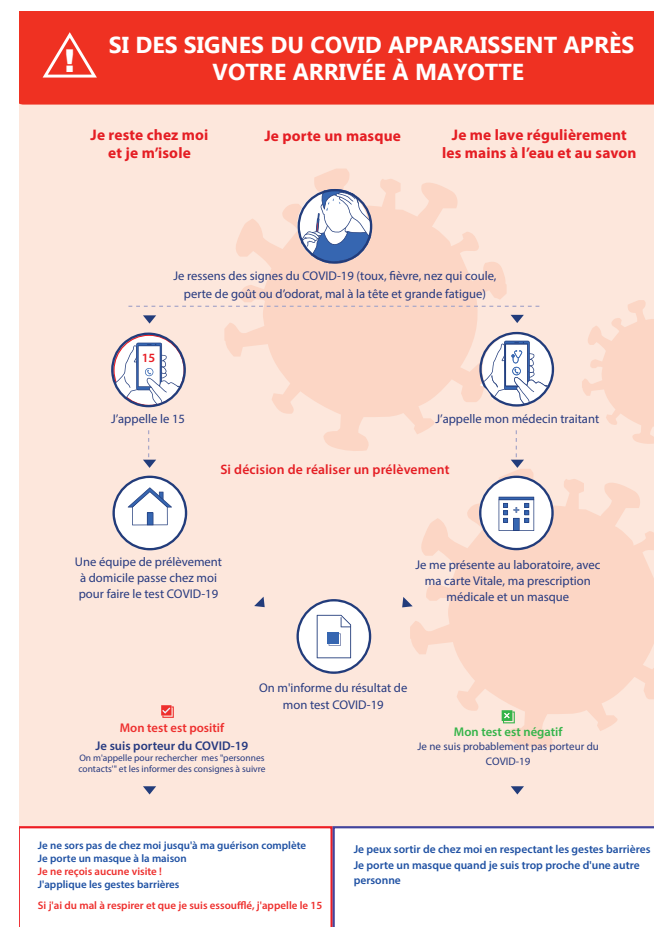 SI DES SIGNES DU COVID APPARAISSENT APRÈS
VOTRE ARRIVÉE À MAYOTTE
Je reste chez moi
et je m'isole
Je porte un masque
Je me lave régulièrement
les mains à l'eau et au savon
Je ressens des signes du COVID-19 (toux, fièvre, nez qui coule,
perte de goût ou d'odorat, mal à la tête et grande fatigue)
15
J'appelle le 15
J'appelle mon médecin traitant
Si décision de réaliser un prélèvement
Une équipe de prélèvement
à domicile passe chez moi
pour faire le test COVID-19
Je me présente au laboratoire, avec
ma carte Vitale, ma prescription
médicale et un masque
On m'informe du résultat de
mon test COVID-19
Mon test est positif
Je suis porteur du COVID-19
On m'appelle pour rechercher mes "personnes
contacts'" et les informer des consignes à suivre
Mon test est négatif
Je ne suis probablement pas porteur du
COVID-19
Je ne sors pas de chez moi jusqu'à ma guérison complète
Je porte un masque à la maison
Je ne reçois aucune visite !
J'applique les gestes barrières
Si j'ai du mal à respirer et que je suis essoufflé, j'appelle le 15
Je peux sortir de chez moi en respectant les gestes barrières
Je porte un masque quand je suis trop proche d'une autre
personne